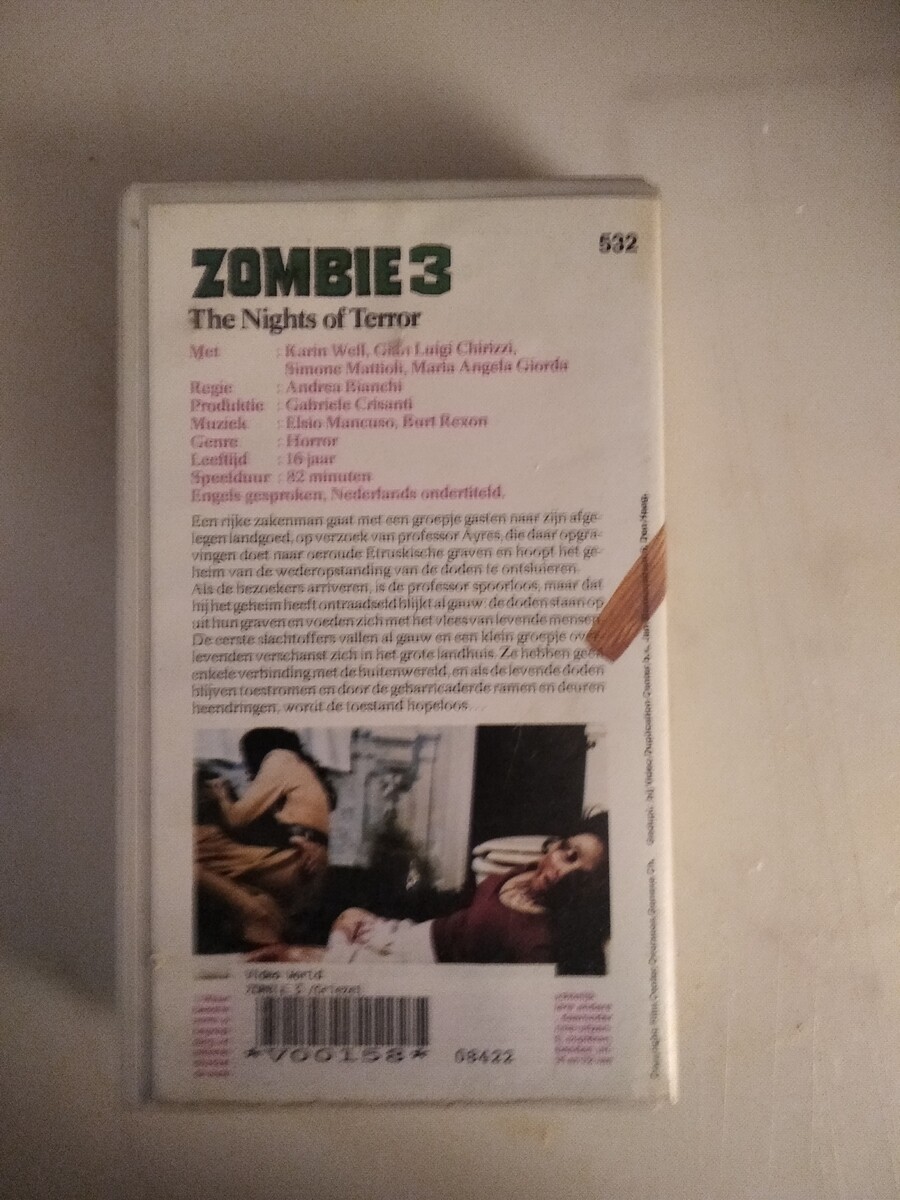 532
ZOMBIE 3
The Nights of Terror
Met : Karin Well, Gian Luigi Chirizzi,
Simone Mattioli, Maria Angela Giorda
Regie : Andrea Bianchi
Produktie : Gabriele Crisanti
Muziek : Elsio Mancuso, Burt Rexon
Genre : Horror
Leeftijd : 16 jaar
Speelduur : 82 minuten
Engels gesproken, Nederlands ondertiteld.
Een rijke zakenman gaat met een groepje gasten naar zijn afge-
legen landgoed, op verzoek van professor Ayres, die daar opgra-
vingen doet naar oeroude Etruskische graven en hoopt het ge-
heim van de wederopstanding van de doden te ontsluieren.
Als de bezoekers arriveren, is de professor spoorloos, maar dat
hij het geheim heeft ontraadseld blijkt al gauw: de doden staan op
uit hun graven en voeden zich met het vlees van levende mensen.
De eerste slachtoffers vallen al gauw en een klein groepje over-
levenden verschanst zich in het grote landhuis. Ze hebben geen
enkele verbinding met de buitenwereld, en als de levende doden
blijven toestromen en door de gebarricaderde ramen en deuren
heendringen, wordt de toestand hopeloos...
Video World
ZOMBIE 3
*V00158* 08422